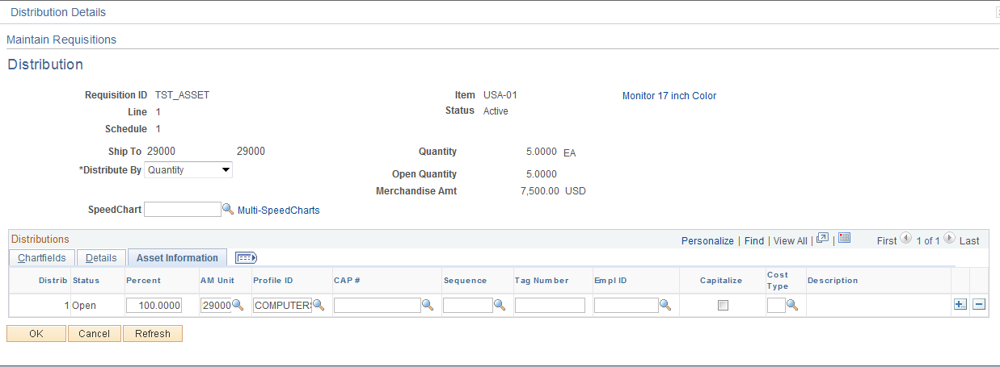 Distribution Details
Maintain Requisitions
Distribution
Requisition ID TST_ASSET Item USA-01 Monitor 17 inch Color
Line 1 Status Active
Schedule 1
Ship To 29000 29000 Quantity 5.0000 EA
*Distribute By Quantity Open Quantity 5.0000
Merchandise Amt 7,500.00 USD
SpeedChart Multi-SpeedCharts
Distributions Personalize | Find | View All | | First 1 of 1 Last
Chartfields Details Asset Information
Distrib Status Percent AM Unit Profile ID CAP # Sequence Tag Number Empl ID Capitalize Cost Type Description
1 Open 100.0000 29000 COMPUTERS
OK Cancel Refresh